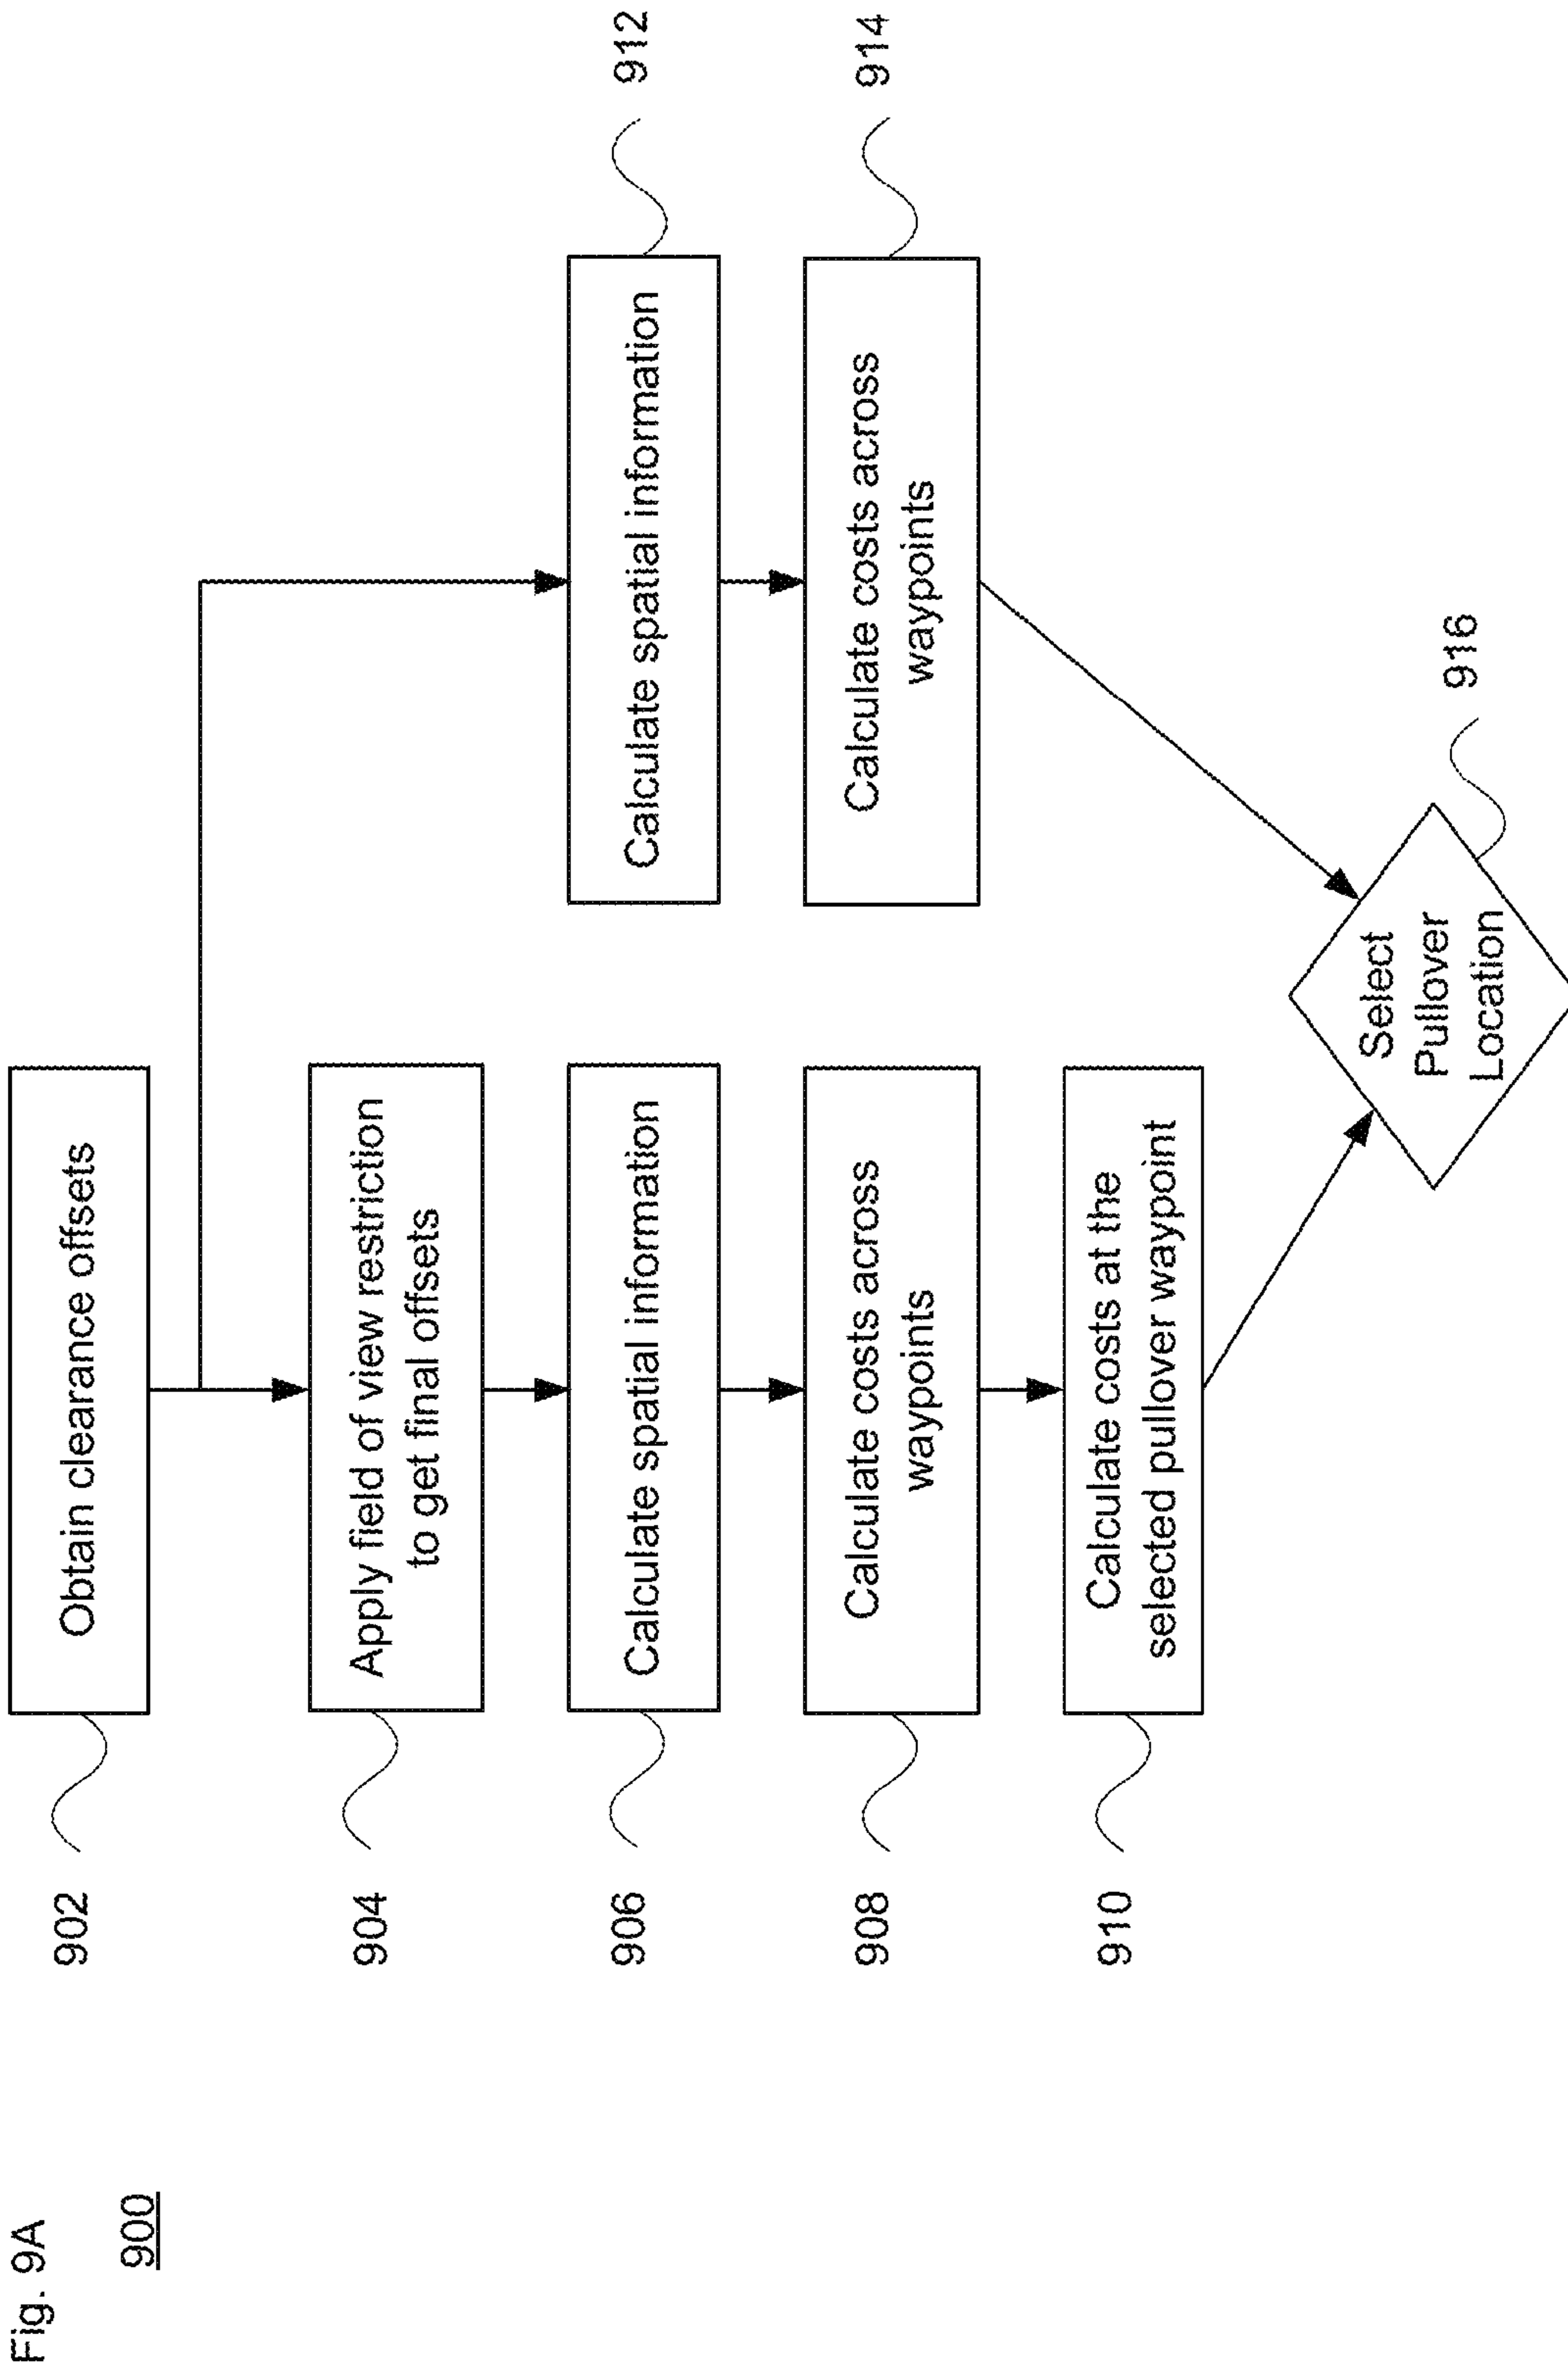 Fig. 9A
900
902
Obtain clearance offsets
904
Apply field of view restriction
to get final offsets
906
Calculate spatial information
908
Calculate costs across
waypoints
910
Calculate costs at the
selected pullover waypoint
Calculate spatial information
912
Calculate costs across
waypoints
914
Select
Pullover
Location
916